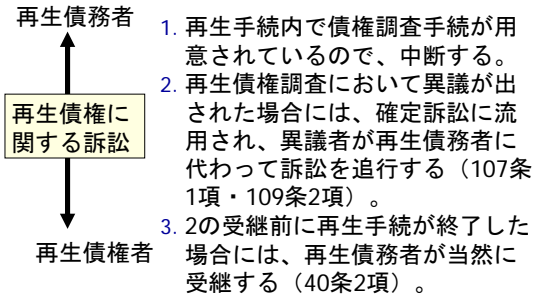 再生債務者
再生債権に
関する訴訟
再生債権者
1. 再生手続内で債権調査手続が用
意されているので、中断する。
2. 再生債権調査において異議が出
された場合には、確定訴訟に流
用され、異議者が再生債務者に
代わって訴訟を追行する（107条
1項・109条2項）。
3. 2の受継前に再生手続が終了した
場合には、再生債務者が当然に
受継する（40条2項）。